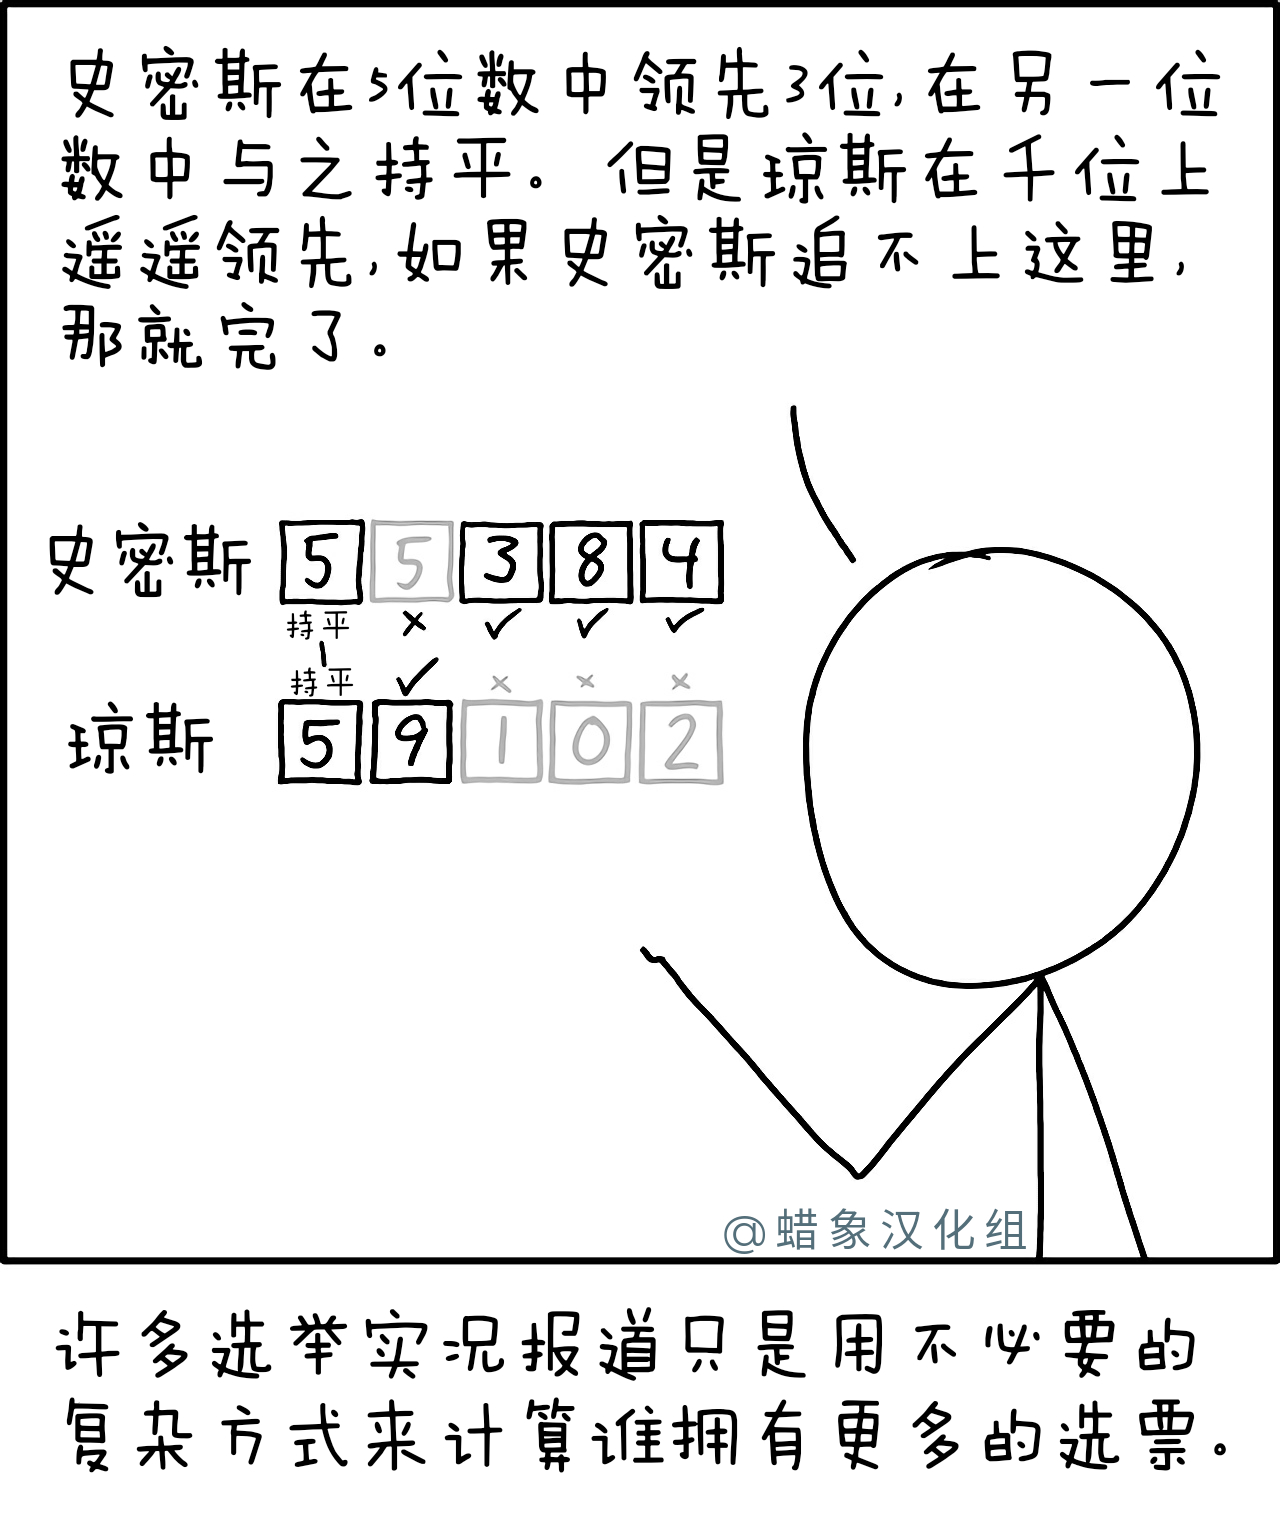 史密斯在5位数中领先3位,在另一位
数中与之持平。但是琼斯在千位上
遥遥领先,如果史密斯追不上这里,
那就完了。
史密斯 5 5 3 8 4
持平 × ✓ ✓ ✓
持平 ✓ × × ×
琼斯 5 9 1 0 2
@蜡象汉化组
许多选举实况报道只是用不必要的
复杂方式来计算谁拥有更多的选票。